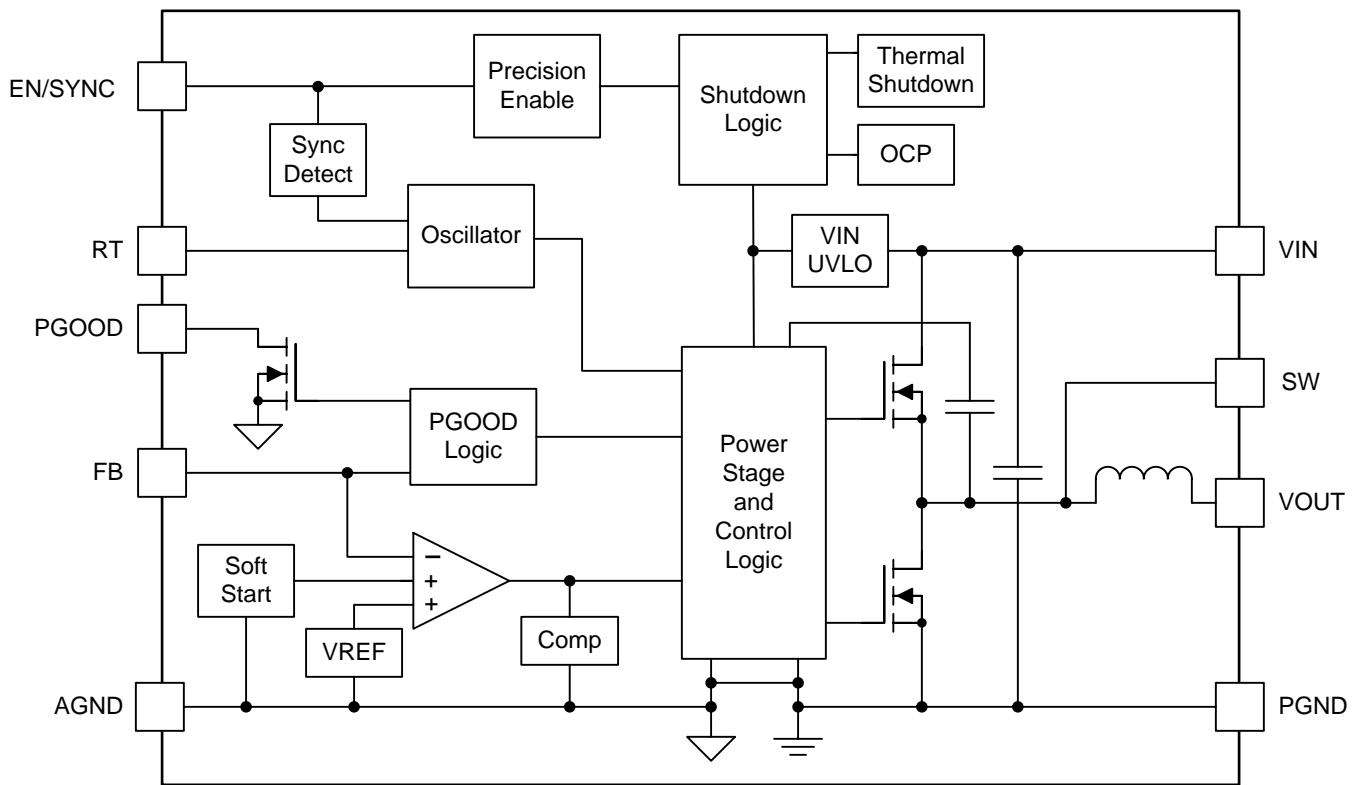 EN/SYNC
Precision
Enable
Shutdown
Logic
Thermal
Shutdown
OCP
Sync
Detect
RT
Oscillator
VIN
UVLO
VIN
PGOOD
SW
PGOOD
Logic
FB
Power
Stage
and
Control
Logic
VOUT
Soft
Start
−
+
+
VREF
Comp
AGND
PGND